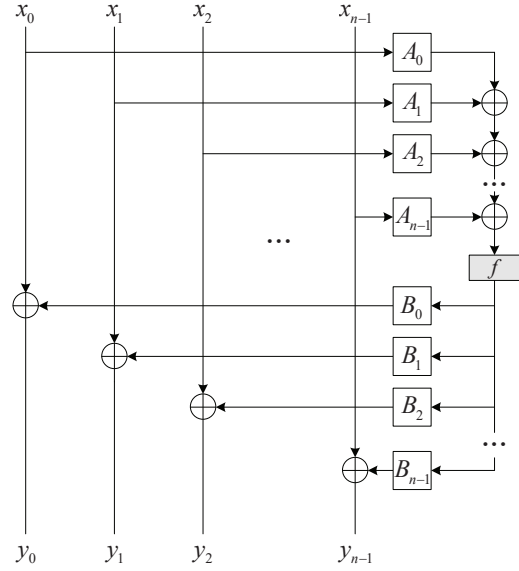 x₀ x₁ x₂ xₙ₋₁
A₀
A₁
A₂
...
Aₙ₋₁
...
f
B₀
B₁
B₂
...
Bₙ₋₁
y₀ y₁ y₂ yₙ₋₁